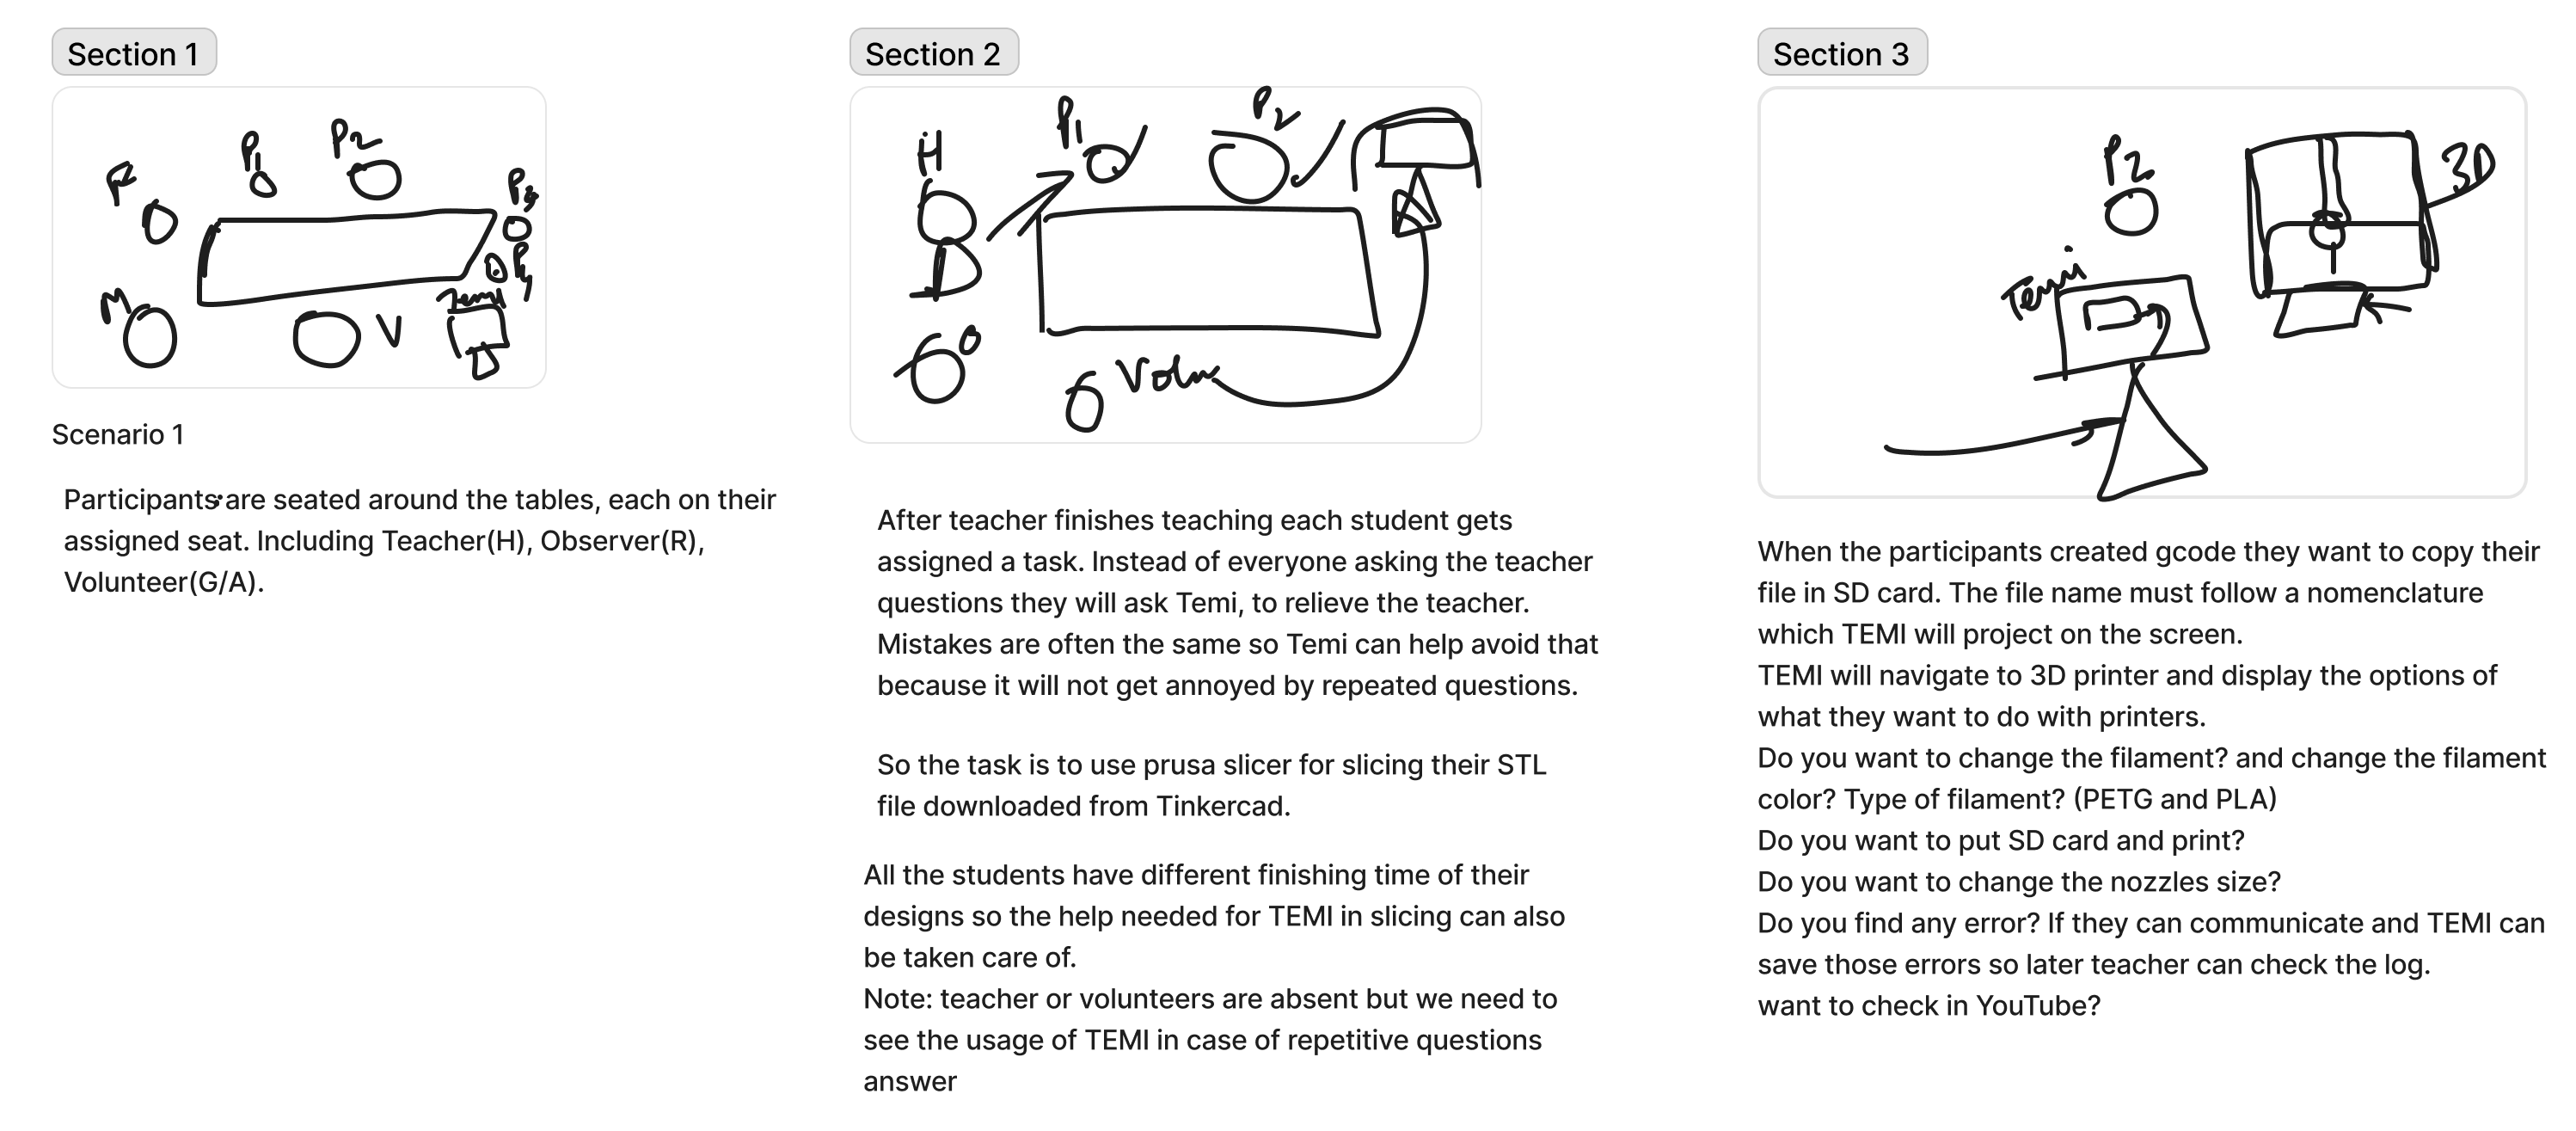 Section 1
P1
P2
P3
P4
M
V
Temi
Scenario 1
Participants are seated around the tables, each on their
assigned seat. Including Teacher(H), Observer(R),
Volunteer(G/A).
Section 2
H
P1
P2
Volun
After teacher finishes teaching each student gets
assigned a task. Instead of everyone asking the teacher
questions they will ask Temi, to relieve the teacher.
Mistakes are often the same so Temi can help avoid that
because it will not get annoyed by repeated questions.
So the task is to use prusa slicer for slicing their STL
file downloaded from Tinkercad.
All the students have different finishing time of their
designs so the help needed for TEMI in slicing can also
be taken care of.
Note: teacher or volunteers are absent but we need to
see the usage of TEMI in case of repetitive questions
answer
Section 3
P2
3D
Temi
When the participants created gcode they want to copy their
file in SD card. The file name must follow a nomenclature
which TEMI will project on the screen.
TEMI will navigate to 3D printer and display the options of
what they want to do with printers.
Do you want to change the filament? and change the filament
color? Type of filament? (PETG and PLA)
Do you want to put SD card and print?
Do you want to change the nozzles size?
Do you find any error? If they can communicate and TEMI can
save those errors so later teacher can check the log.
want to check in YouTube?